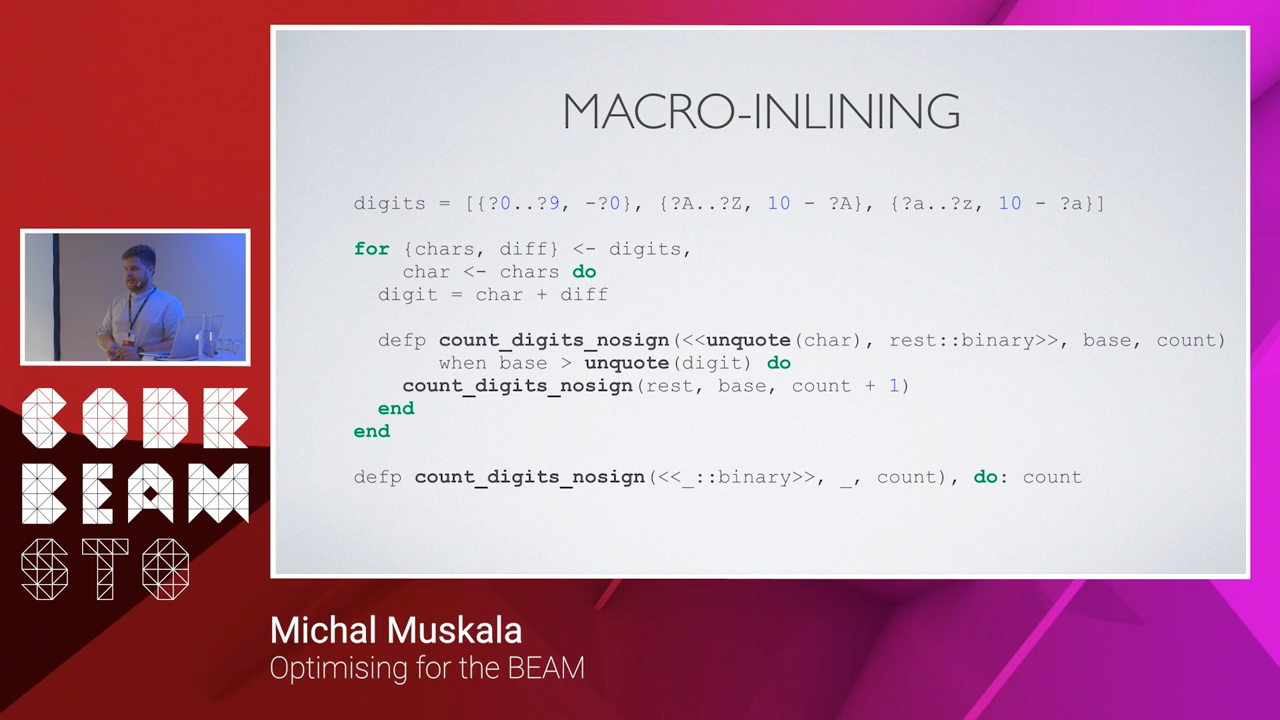 MACRO-INLINING
digits = [{?0..?9, -?0}, {?A..?Z, 10 - ?A}, {?a..?z, 10 - ?a}]
for {chars, diff} <- digits,
char <- chars do
digit = char + diff
defp count_digits_nosign(<<unquote(char), rest::binary>>, base, count)
when base > unquote(digit) do
count_digits_nosign(rest, base, count + 1)
end
end
defp count_digits_nosign(<<_::binary>>, _, count), do: count
CODE
BEAM
STO
Michal Muskala
Optimising for the BEAM